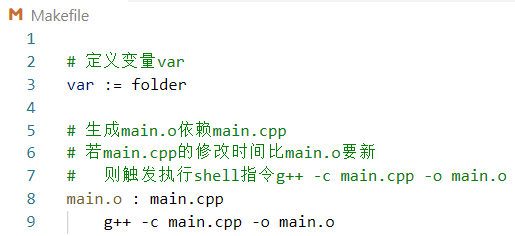 M Makefile
1
2 # 定义变量var
3 var := folder
4
5 # 生成main.o依赖main.cpp
6 # 若main.cpp的修改时间比main.o要新
7 #   则触发执行shell指令g++ -c main.cpp -o main.o
8 main.o : main.cpp
9     g++ -c main.cpp -o main.o